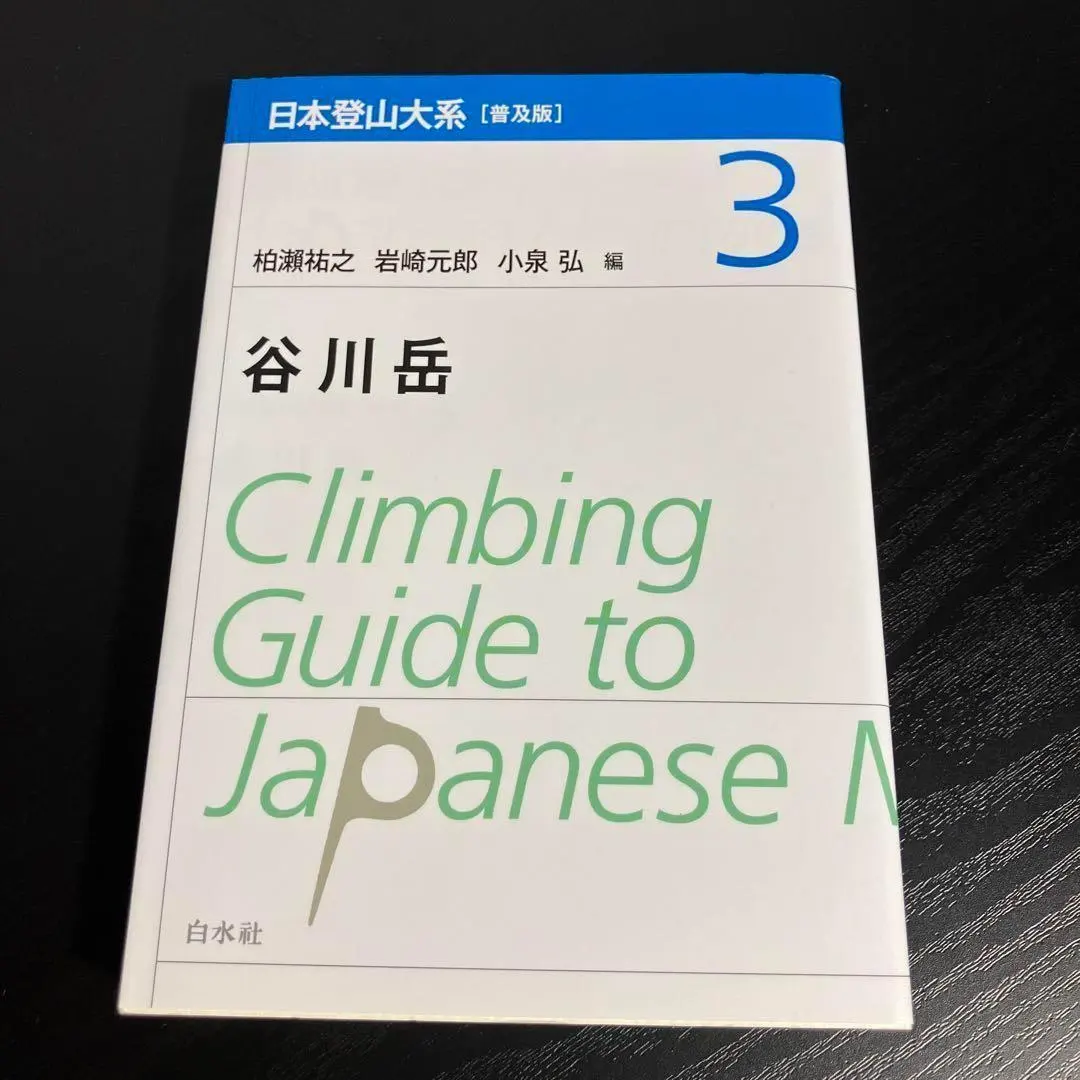 日本登山大系［普及版］
3
柏瀬祐之 岩崎元郎 小泉 弘 編
谷川岳
Climbing
Guide to
Japanese M
白水社